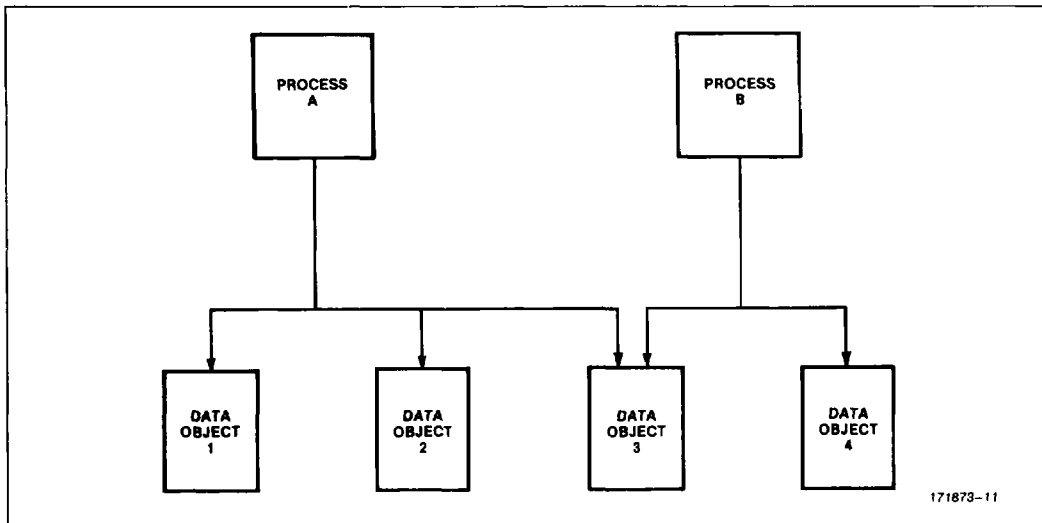 PROCESS
A
PROCESS
B
DATA
OBJECT
1
DATA
OBJECT
2
DATA
OBJECT
3
DATA
OBJECT
4
171873-11